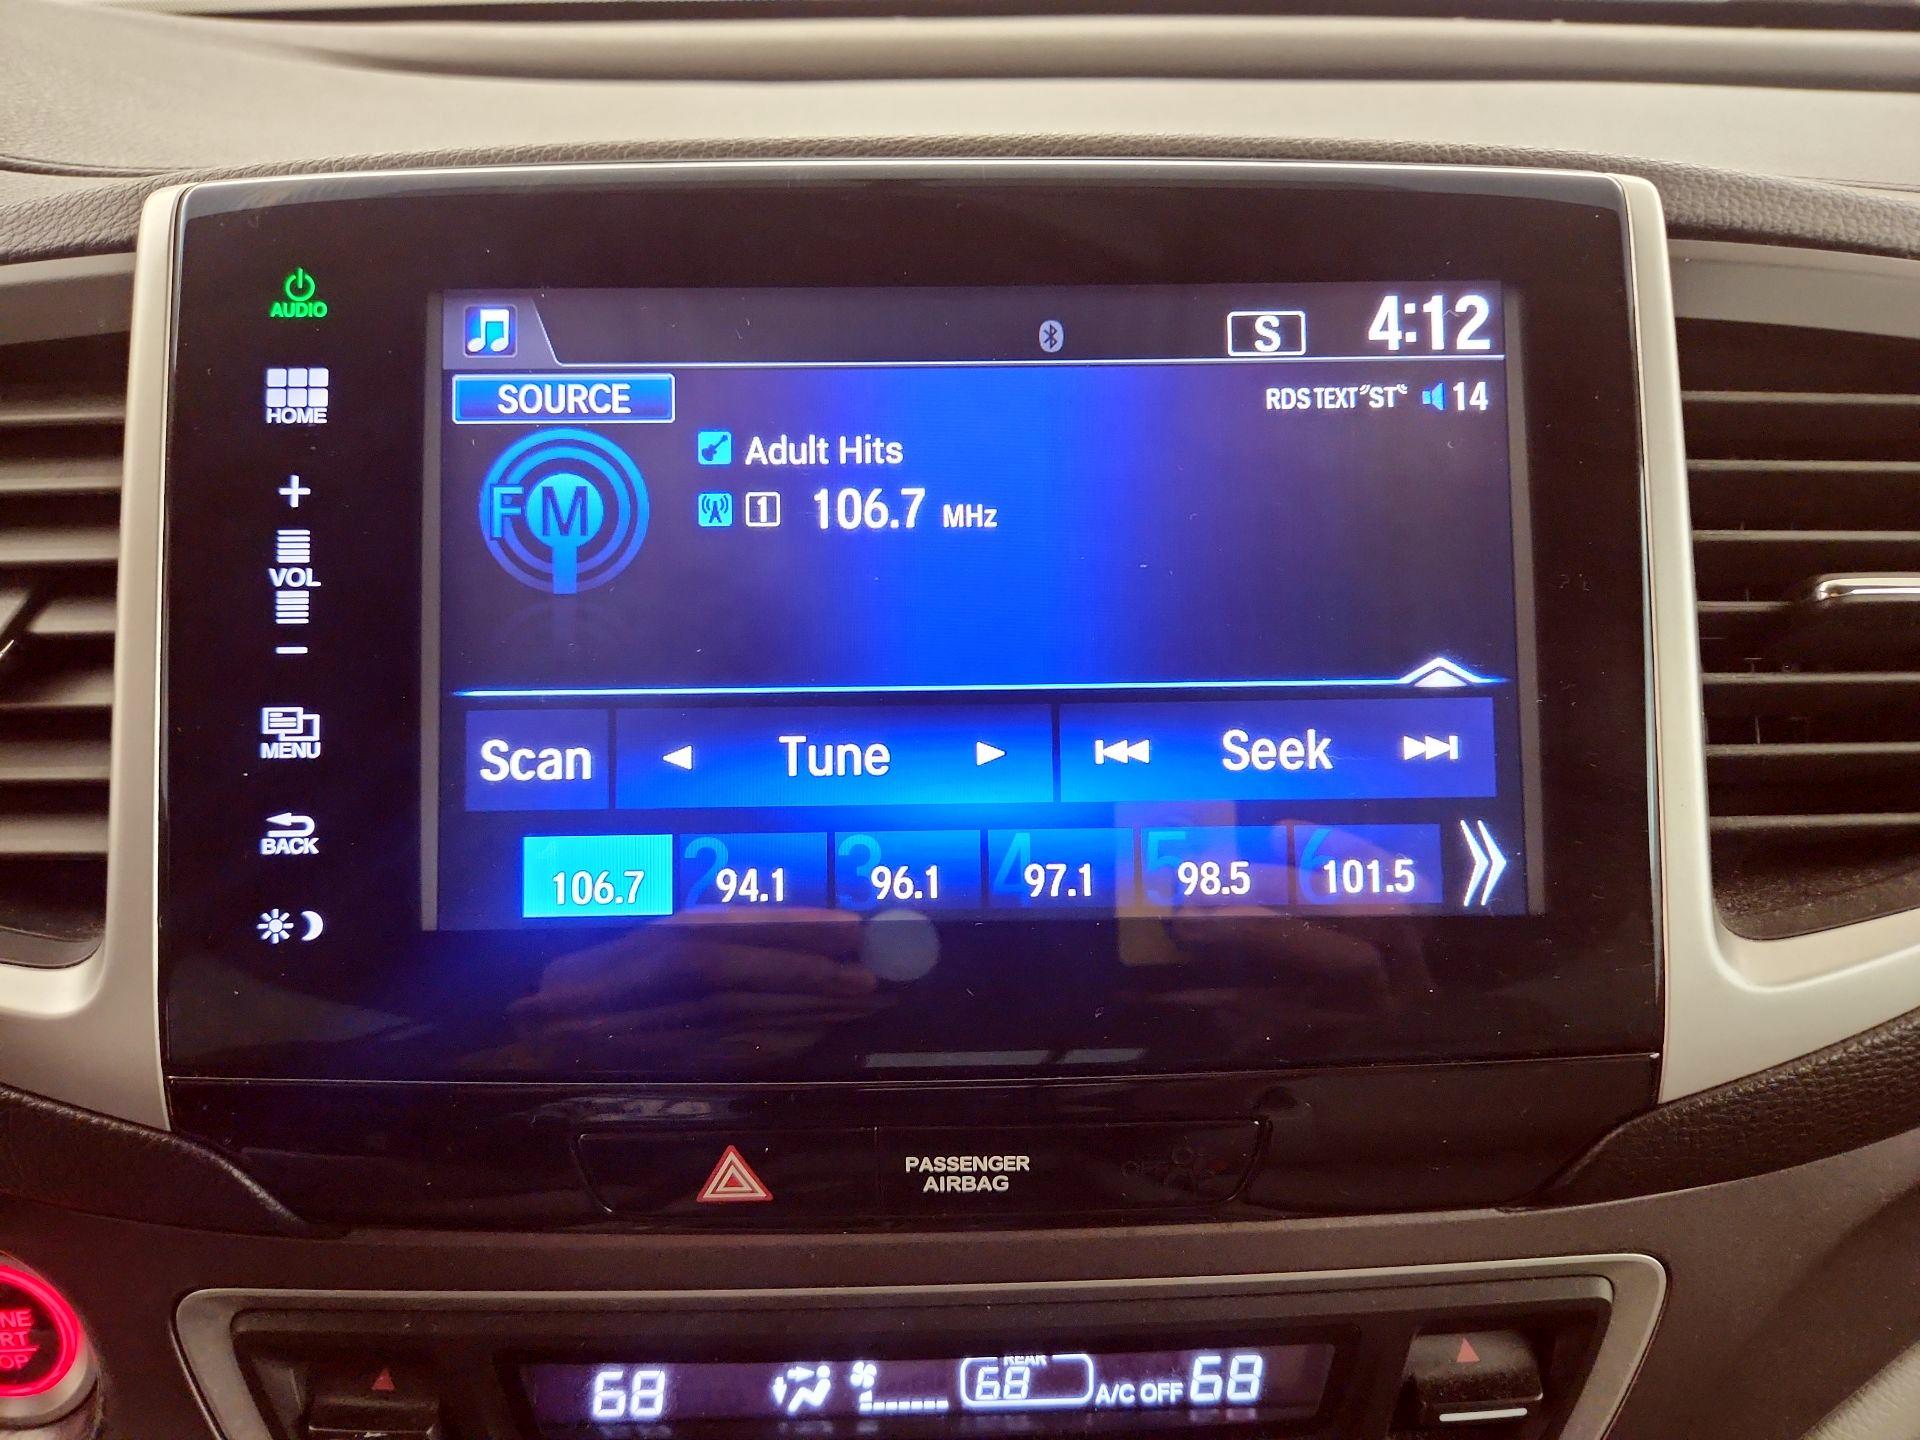 AUDIO
HOME
+
VOL
−
MENU
BACK
S 4:12
SOURCE
RDS TEXT "ST" 14
FM
Adult Hits
1 106.7 MHz
Scan
Tune
Seek
1 106.7
2 94.1
3 96.1
4 97.1
5 98.5
6 101.5
PASSENGER
AIRBAG
68
REAR
68
A/C OFF
68